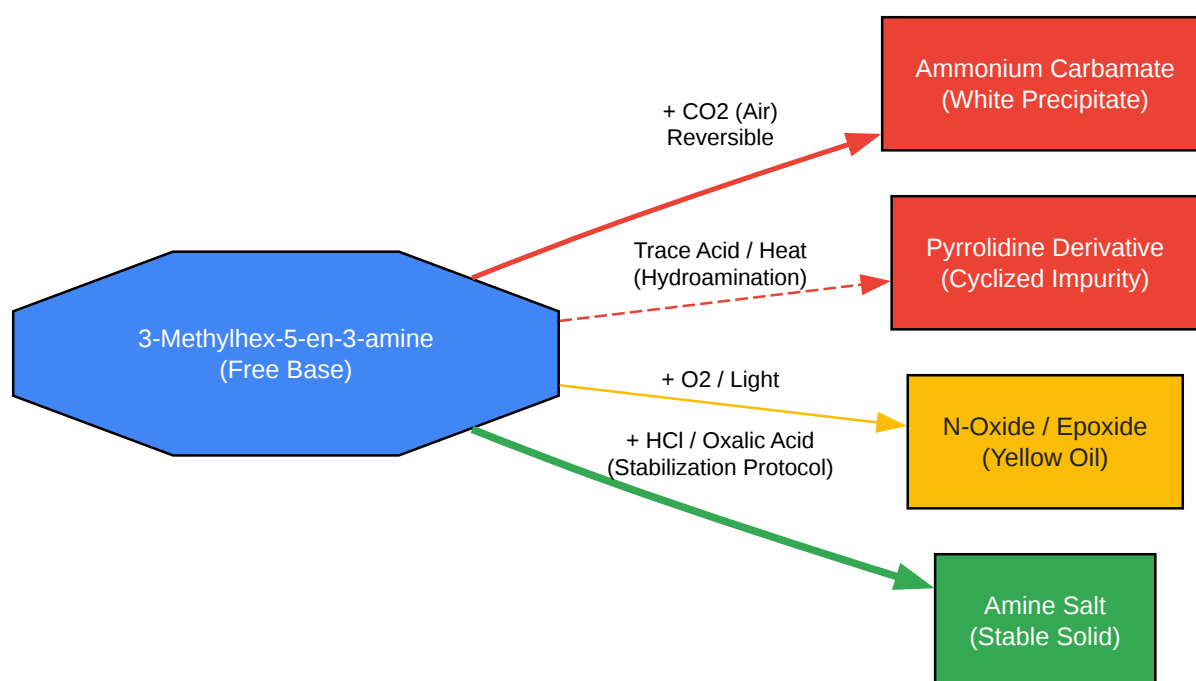 Ammonium Carbamate
(White Precipitate)
+ CO2 (Air)
Reversible
Pyrrolidine Derivative
(Cyclized Impurity)
Trace Acid / Heat
(Hydroamination)
3-Methylhex-5-en-3-amine
(Free Base)
+ O2 / Light
N-Oxide / Epoxide
(Yellow Oil)
+ HCl / Oxalic Acid
(Stabilization Protocol)
Amine Salt
(Stable Solid)